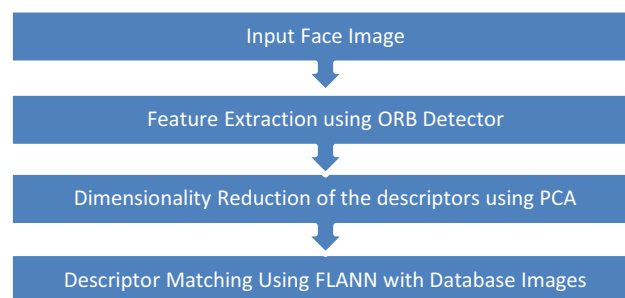 Input Face Image
Feature Extraction using ORB Detector
Dimensionality Reduction of the descriptors using PCA
Descriptor Matching Using FLANN with Database Images